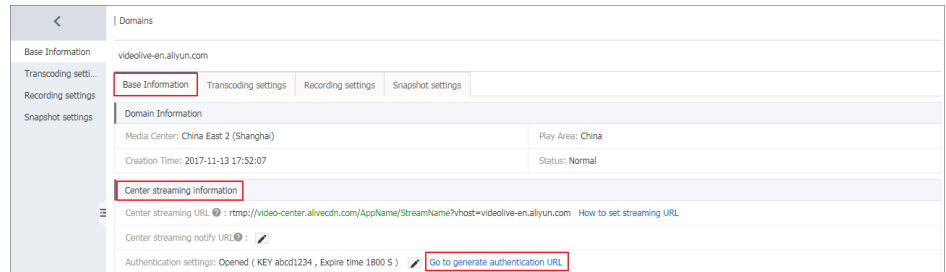 Domains
Base Information
Transcoding setti...
Recording settings
Snapshot settings
videolive-en.aliyun.com
Base Information Transcoding settings Recording settings Snapshot settings
Domain Information
Media Center: China East 2 (Shanghai) Play Area: China
Creation Time: 2017-11-13 17:52:07 Status: Normal
Center streaming information
Center streaming URL : rtmp://video-center.alivecdn.com/AppName/StreamName?vhost=videolive-en.aliyun.com How to set streaming URL
Center streaming notify URL :
Authentication settings: Opened ( KEY abcd1234 , Expire time 1800 S ) Go to generate authentication URL